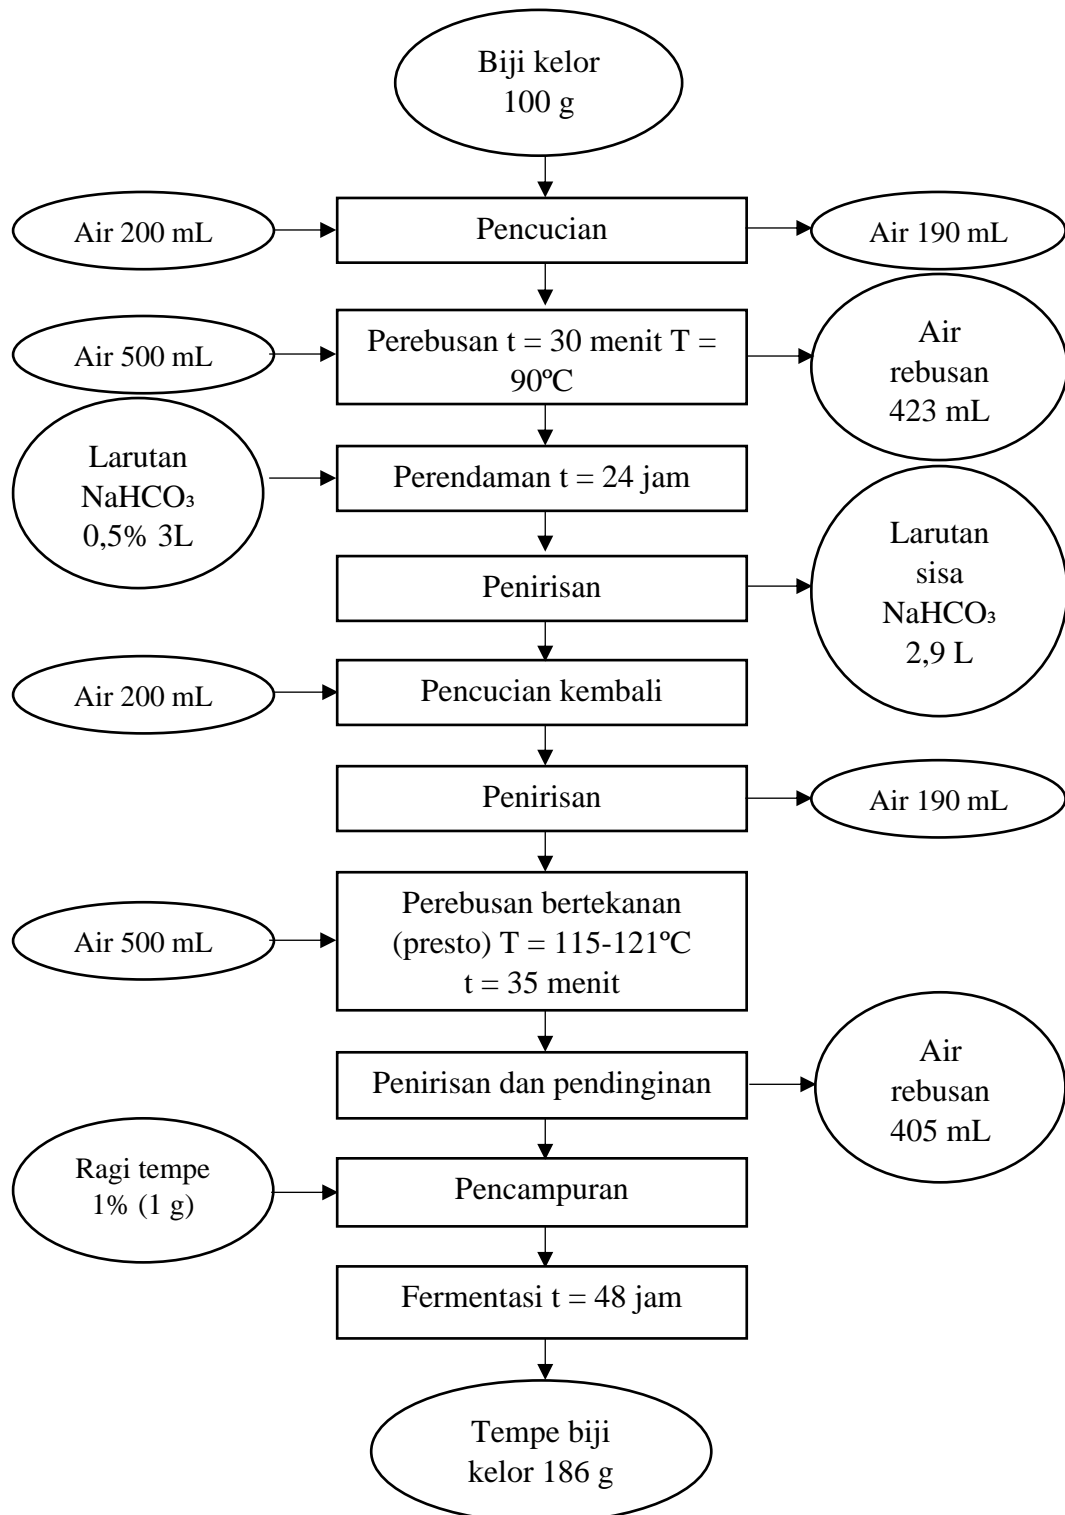 Biji kelor
100 g
Air 200 mL
Pencucian
Air 190 mL
Air 500 mL
Perebusan t = 30 menit T =
90ºC
Air
rebusan
423 mL
Larutan
NaHCO₃
0,5% 3L
Perendaman t = 24 jam
Penirisan
Larutan
sisa
NaHCO₃
2,9 L
Air 200 mL
Pencucian kembali
Penirisan
Air 190 mL
Air 500 mL
Perebusan bertekanan
(presto) T = 115-121ºC
t = 35 menit
Penirisan dan pendinginan
Air
rebusan
405 mL
Ragi tempe
1% (1 g)
Pencampuran
Fermentasi t = 48 jam
Tempe biji
kelor 186 g